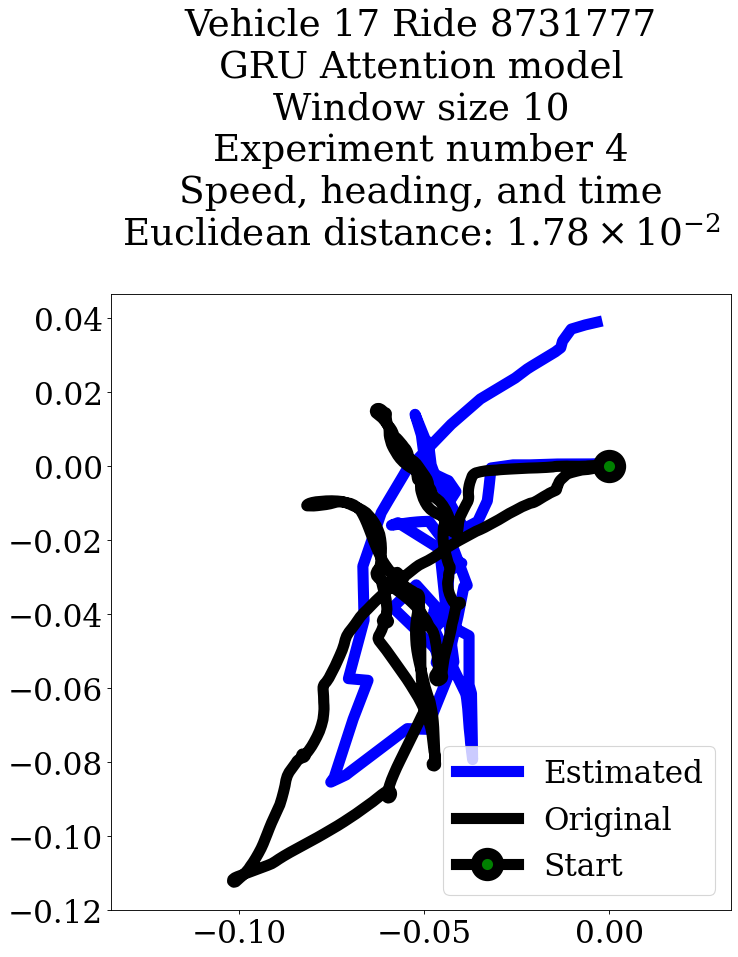 Vehicle 17 Ride 8731777
GRU Attention model
Window size 10
Experiment number 4
Speed, heading, and time
Euclidean distance: 1.78 × 10⁻²
0.04
0.02
0.00
−0.02
−0.04
−0.06
−0.08
−0.10
−0.12
−0.10 −0.05 0.00
Estimated
Original
Start